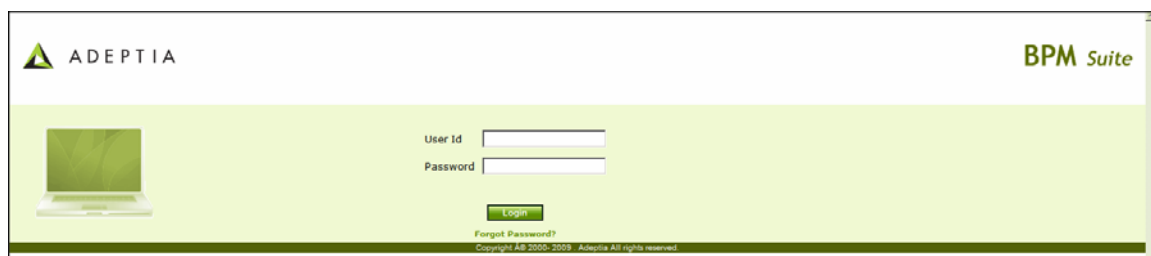 ADEPTIA
BPM Suite
User Id
Password
Login
Forgot Password?
Copyright Â® 2000- 2009 . Adeptia All rights reserved.